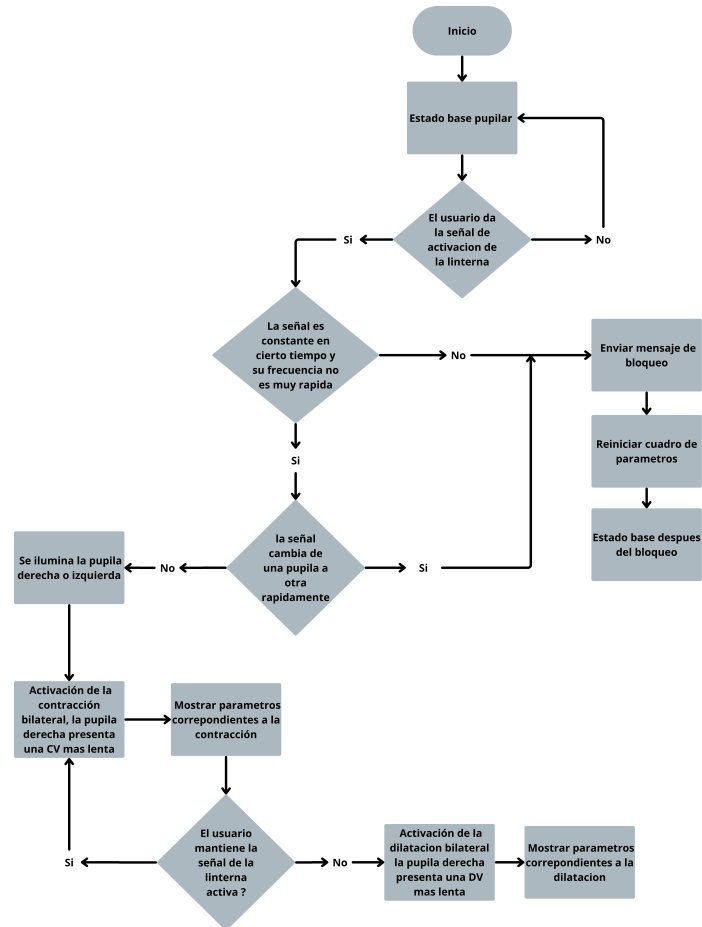 Inicio
Estado base pupilar
El usuario da
la señal de
activacion de
la linterna
Si
No
La señal es
constante en
cierto tiempo y
su frecuencia no
es muy rapida
No
Enviar mensaje de
bloqueo
Reiniciar cuadro de
parametros
Estado base despues
del bloqueo
Si
la señal
cambia de
una pupila a
otra
rapidamente
No
Si
Se ilumina la pupila
derecha o izquierda
Activación de la
contracción
bilateral, la pupila
derecha presenta
una CV mas lenta
Mostrar parametros
correpondientes a la
contracción
El usuario
mantiene la
señal de la
linterna
activa ?
Si
No
Activación de la
dilatacion bilateral
la pupila derecha
presenta una DV
mas lenta
Mostrar parametros
correpondientes a la
dilatacion